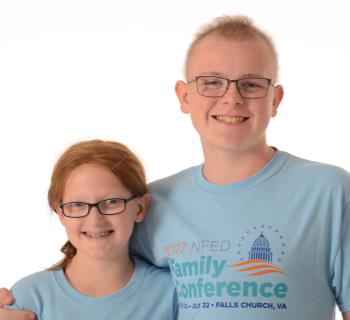 2017 NFED
Family
Conference
JULY 22 • FALLS CHURCH, VA